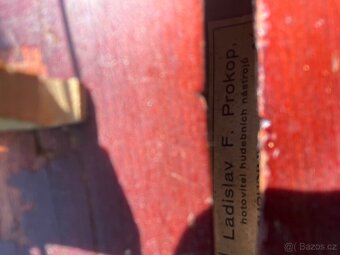 Ladislav F. Prokop,
hotovitel hudebních nástrojů
Bazos.cz